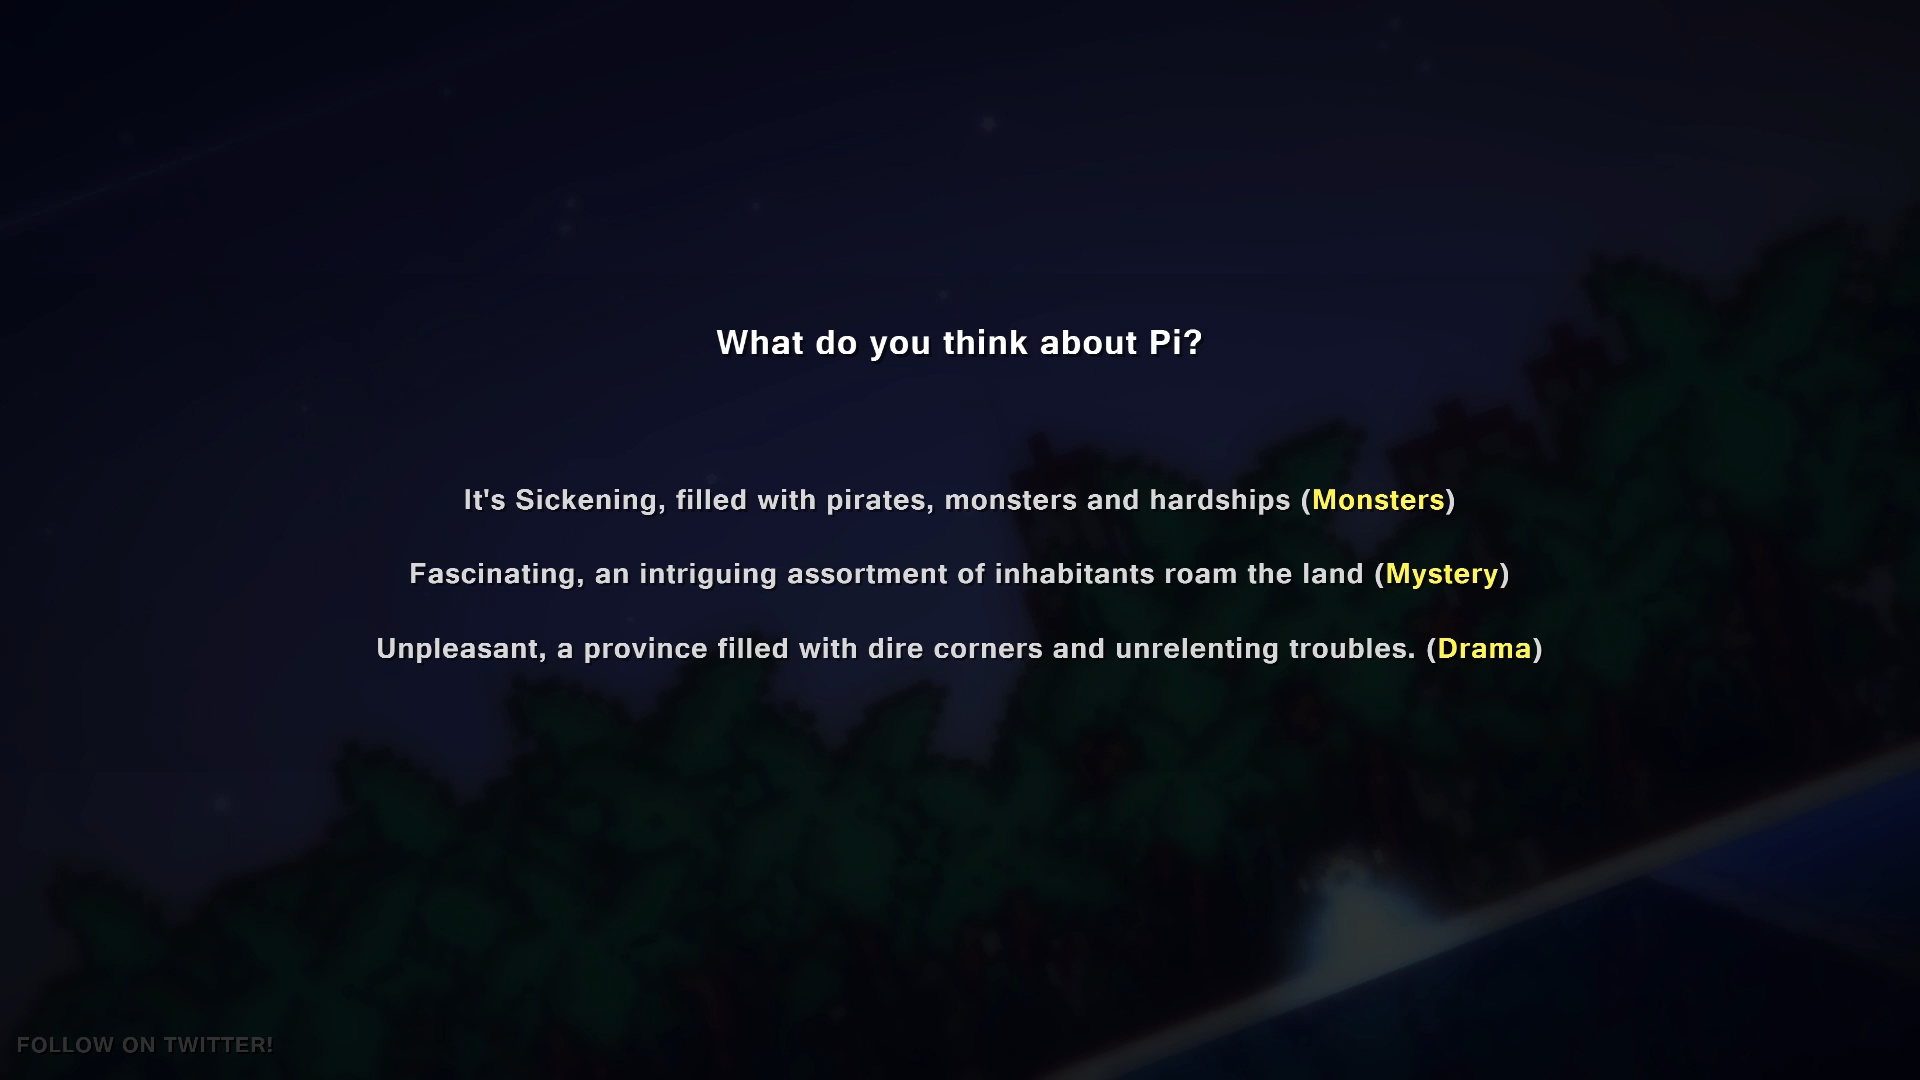 What do you think about Pi?
It's Sickening, filled with pirates, monsters and hardships (Monsters)
Fascinating, an intriguing assortment of inhabitants roam the land (Mystery)
Unpleasant, a province filled with dire corners and unrelenting troubles. (Drama)
FOLLOW ON TWITTER!